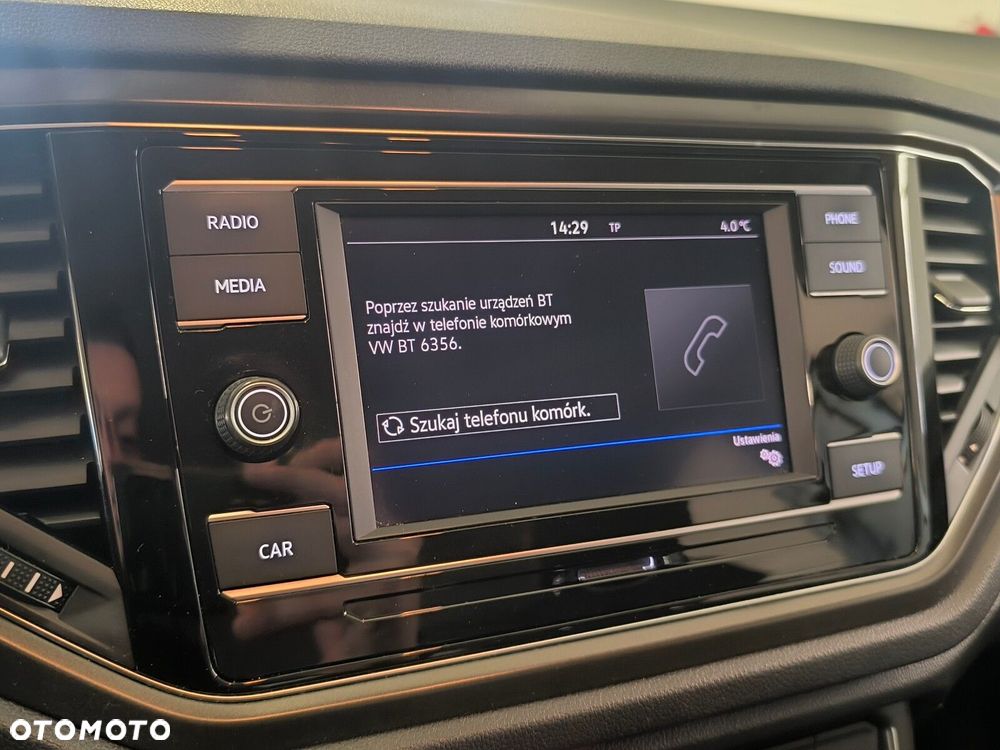 RADIO
MEDIA
CAR
14:29 TP 4.0°C
Poprzez szukanie urządzeń BT
znajdź w telefonie komórkowym
VW BT 6356.
Szukaj telefonu komórk.
Ustawienia
PHONE
SOUND
SETUP
OTOMOTO